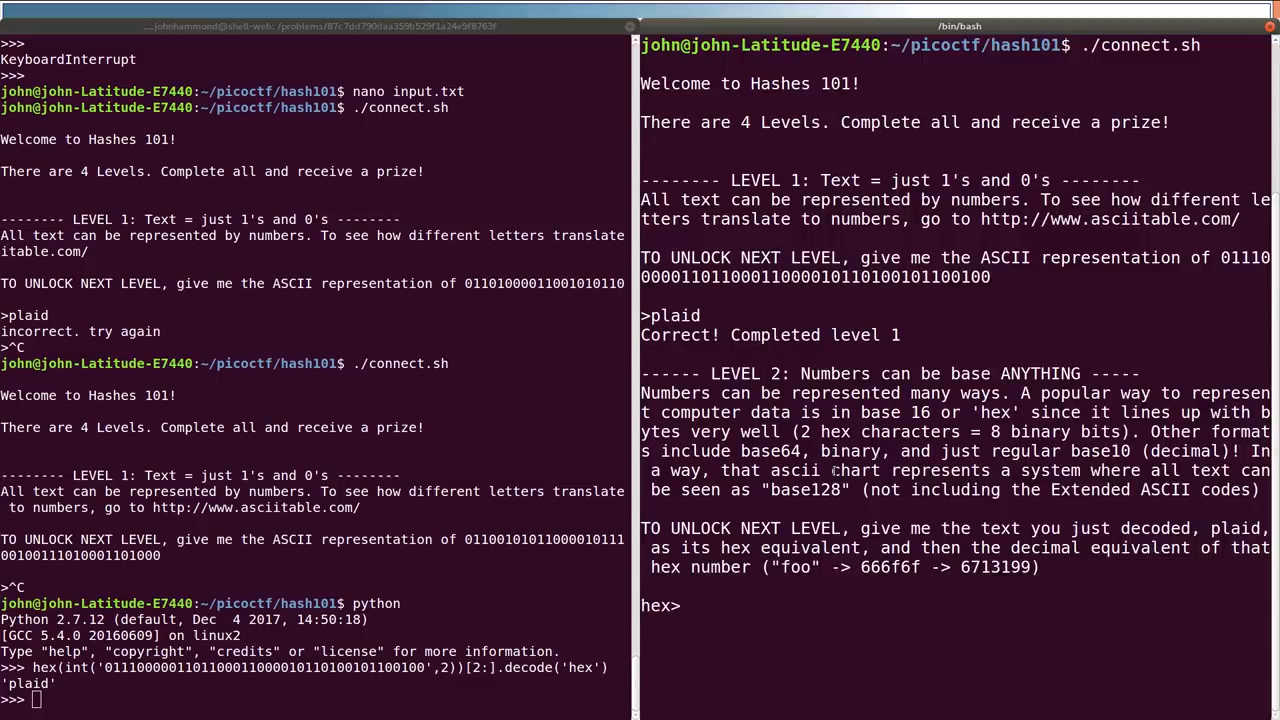 ....johnhammond@shell-web: /problems/87c7dd790daa359b529f1a24e9f8763f
>>>
KeyboardInterrupt
>>>
john@john-Latitude-E7440:~/picoctf/hash101$ nano input.txt
john@john-Latitude-E7440:~/picoctf/hash101$ ./connect.sh
Welcome to Hashes 101!
There are 4 Levels. Complete all and receive a prize!
-------- LEVEL 1: Text = just 1's and 0's --------
All text can be represented by numbers. To see how different letters translate
itable.com/
TO UNLOCK NEXT LEVEL, give me the ASCII representation of 01101000011001010110
>plaid
incorrect. try again
>^C
john@john-Latitude-E7440:~/picoctf/hash101$ ./connect.sh
Welcome to Hashes 101!
There are 4 Levels. Complete all and receive a prize!
-------- LEVEL 1: Text = just 1's and 0's --------
All text can be represented by numbers. To see how different letters translate
 to numbers, go to http://www.asciitable.com/
TO UNLOCK NEXT LEVEL, give me the ASCII representation of 01100101011000010111
00100111010001101000
>^C
john@john-Latitude-E7440:~/picoctf/hash101$ python
Python 2.7.12 (default, Dec  4 2017, 14:50:18)
[GCC 5.4.0 20160609] on linux2
Type "help", "copyright", "credits" or "license" for more information.
>>> hex(int('0111000001101100011000010110100101100100',2))[2:].decode('hex')
'plaid'
>>>
/bin/bash
john@john-Latitude-E7440:~/picoctf/hash101$ ./connect.sh
Welcome to Hashes 101!
There are 4 Levels. Complete all and receive a prize!
-------- LEVEL 1: Text = just 1's and 0's --------
All text can be represented by numbers. To see how different le
tters translate to numbers, go to http://www.asciitable.com/
TO UNLOCK NEXT LEVEL, give me the ASCII representation of 01110
00001101100011000010110100101100100
>plaid
Correct! Completed level 1
------ LEVEL 2: Numbers can be base ANYTHING -----
Numbers can be represented many ways. A popular way to represen
t computer data is in base 16 or 'hex' since it lines up with b
ytes very well (2 hex characters = 8 binary bits). Other format
s include base64, binary, and just regular base10 (decimal)! In
 a way, that ascii chart represents a system where all text can
 be seen as "base128" (not including the Extended ASCII codes)
TO UNLOCK NEXT LEVEL, give me the text you just decoded, plaid,
 as its hex equivalent, and then the decimal equivalent of that
 hex number ("foo" -> 666f6f -> 6713199)
hex>